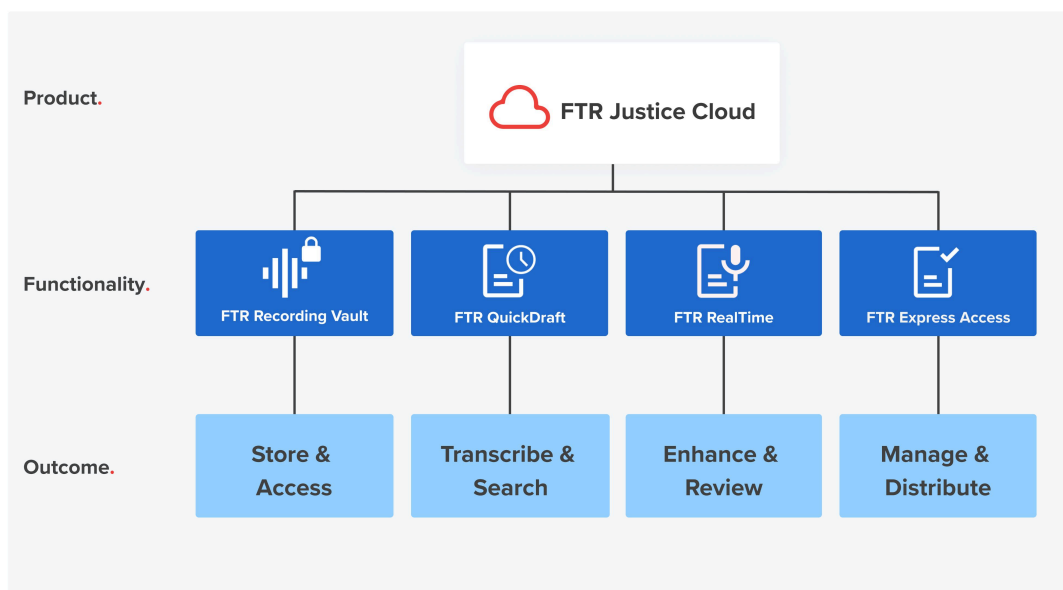 Product.
FTR Justice Cloud
Functionality.
FTR Recording Vault
FTR QuickDraft
FTR RealTime
FTR Express Access
Outcome.
Store &
Access
Transcribe &
Search
Enhance &
Review
Manage &
Distribute